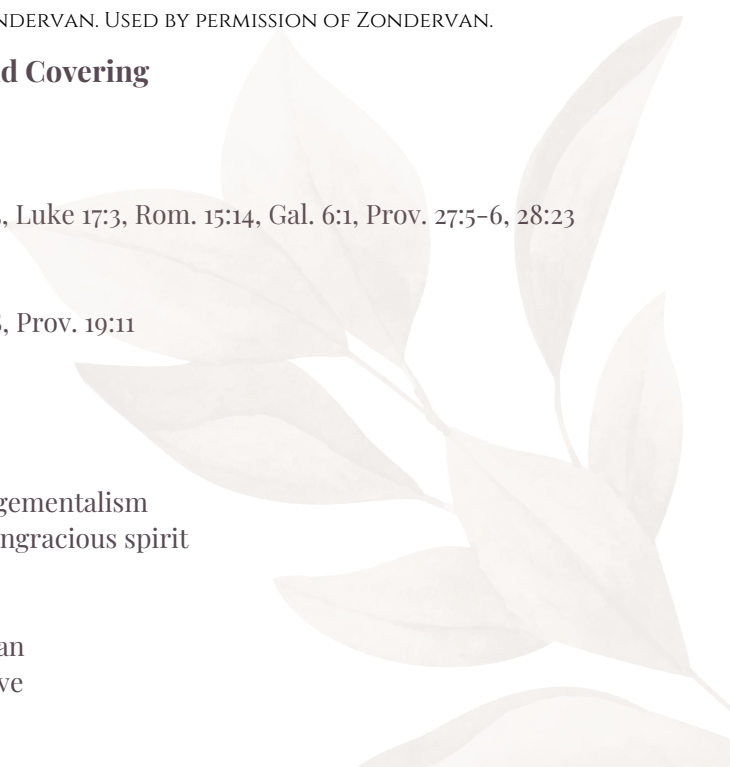 NDERVAN. USED BY PERMISSION OF ZONDERVAN.
d Covering
, Luke 17:3, Rom. 15:14, Gal. 6:1, Prov. 27:5-6, 28:23
, Prov. 19:11
gementalism
ngracious spirit
an
ve